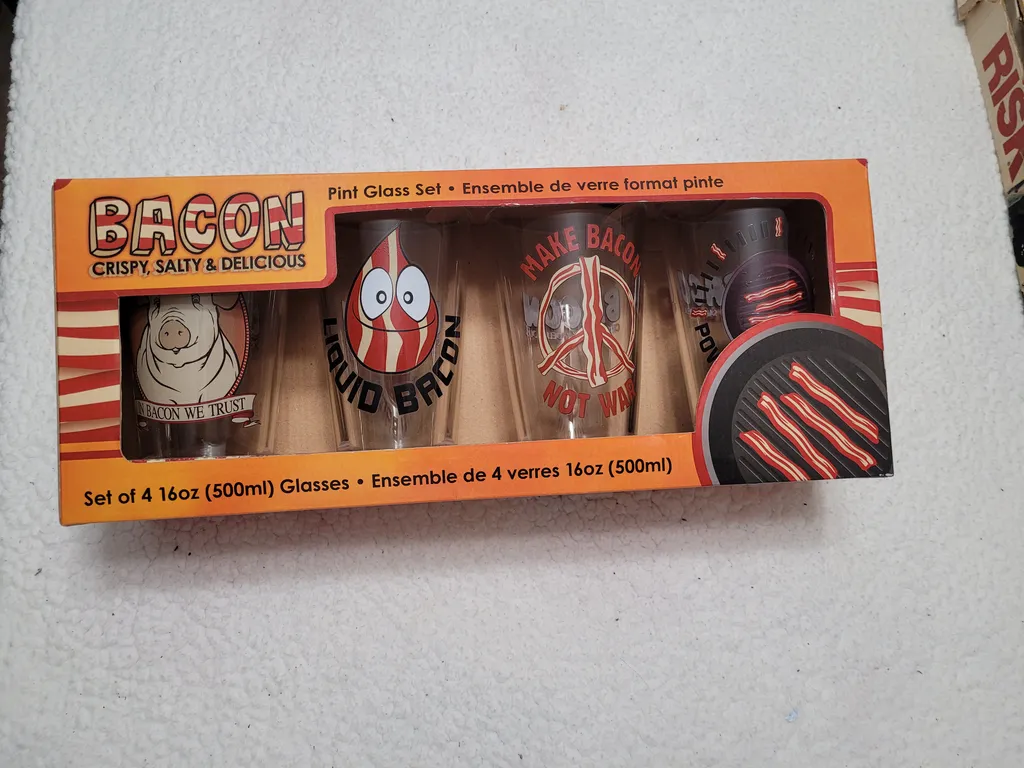 BACON
CRISPY, SALTY & DELICIOUS
Pint Glass Set • Ensemble de verre format pinte
IN BACON WE TRUST
LIQUID BACON
MAKE BACON
NOT WAR
Set of 4 16oz (500ml) Glasses • Ensemble de 4 verres 16oz (500ml)
RISK